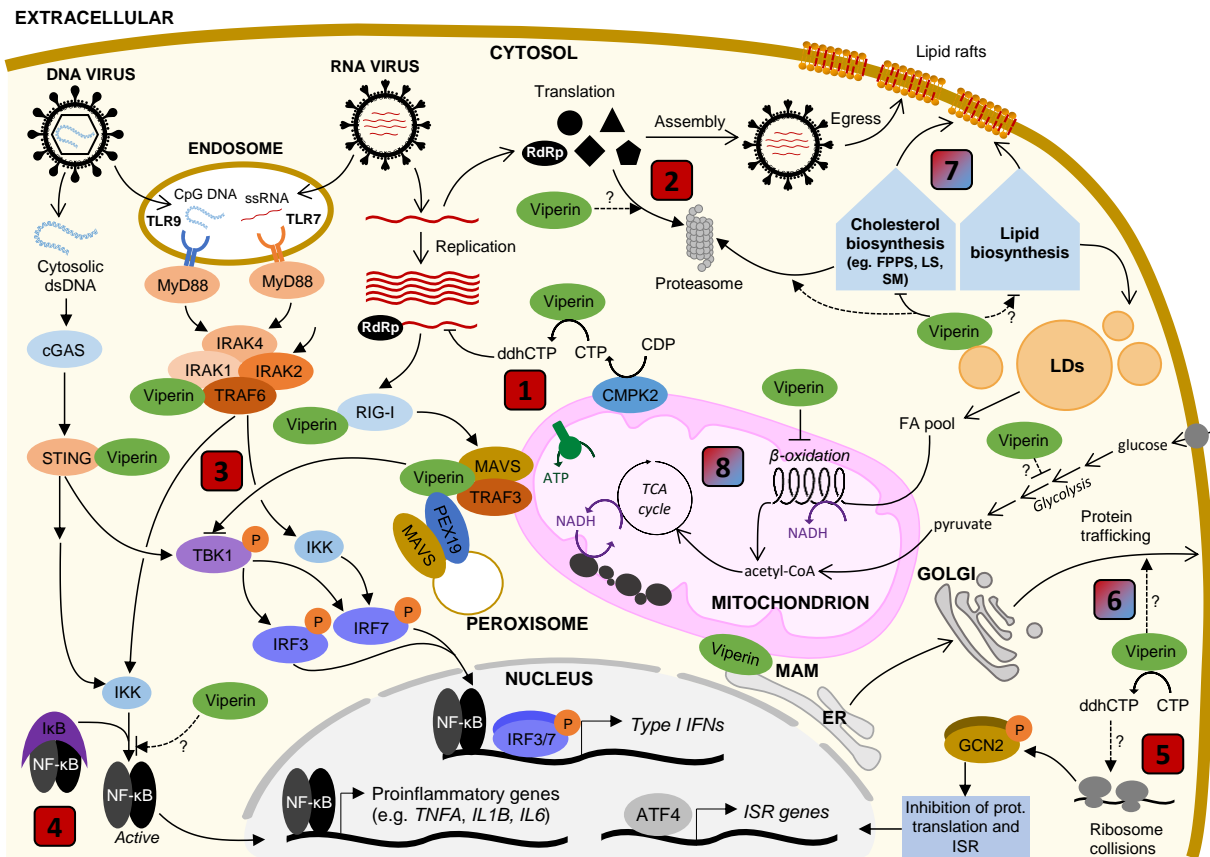 EXTRACELLULAR
CYTOSOL
Lipid rafts
DNA VIRUS
RNA VIRUS
Translation
RdRp
Assembly
Egress
ENDOSOME
CpG DNA
ssRNA
TLR9
TLR7
MyD88
MyD88
Cytosolic
dsDNA
cGAS
STING
Viperin
IRAK4
IRAK1
IRAK2
Viperin
TRAF6
3
Replication
RdRp
Viperin
?
2
Proteasome
7
Cholesterol
biosynthesis
(eg. FPPS, LS,
SM)
Lipid
biosynthesis
Viperin
?
LDs
Viperin
ddhCTP
CTP
CDP
1
CMPK2
Viperin
RIG-I
Viperin
MAVS
TRAF3
PEX19
MAVS
PEROXISOME
ATP
NADH
TCA
cycle
8
Viperin
β-oxidation
NADH
acetyl-CoA
MITOCHONDRION
FA pool
Viperin
?
glucose
Glycolysis
pyruvate
TBK1
P
IKK
IRF3
P
IRF7
P
IKK
Viperin
?
IκB
NF-κB
4
NF-κB
Active
NUCLEUS
NF-κB
IRF3/7
P
Type I IFNs
NF-κB
Proinflammatory genes
(e.g. TNFA, IL1B, IL6)
ATF4
ISR genes
Viperin
MAM
ER
GOLGI
Protein
trafficking
6
?
Viperin
ddhCTP
CTP
?
5
GCN2
P
Ribosome
collisions
Inhibition of prot.
translation and
ISR